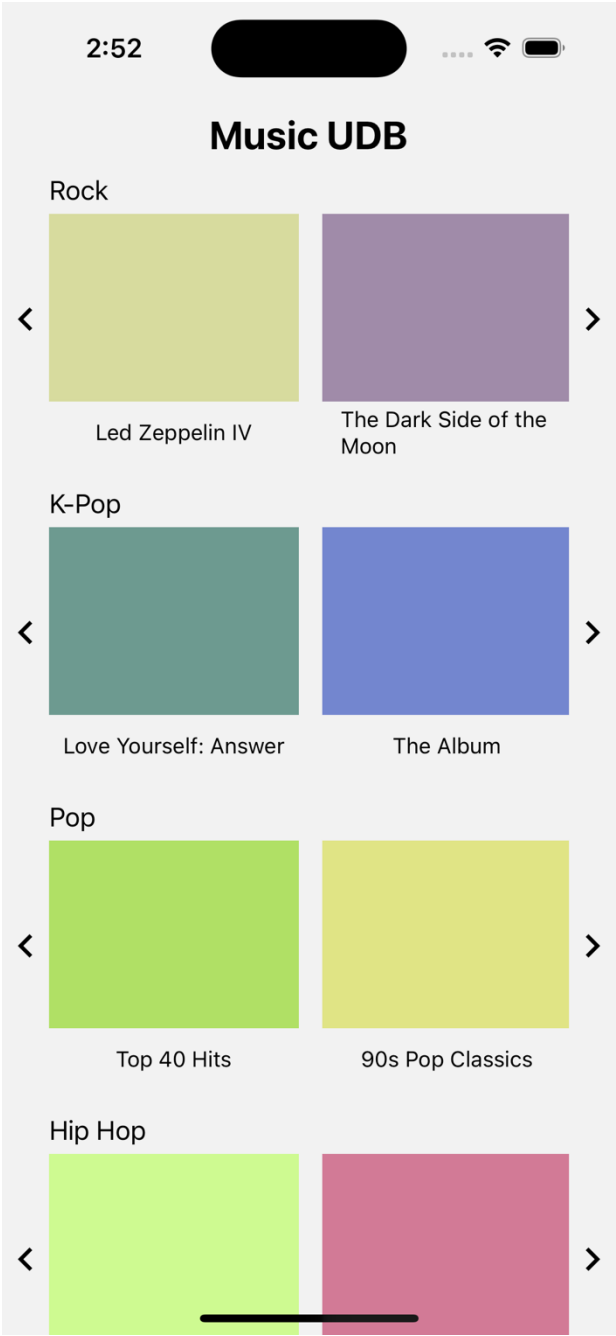 2:52
Music UDB
Rock
Led Zeppelin IV
The Dark Side of the
Moon
K-Pop
Love Yourself: Answer
The Album
Pop
Top 40 Hits
90s Pop Classics
Hip Hop